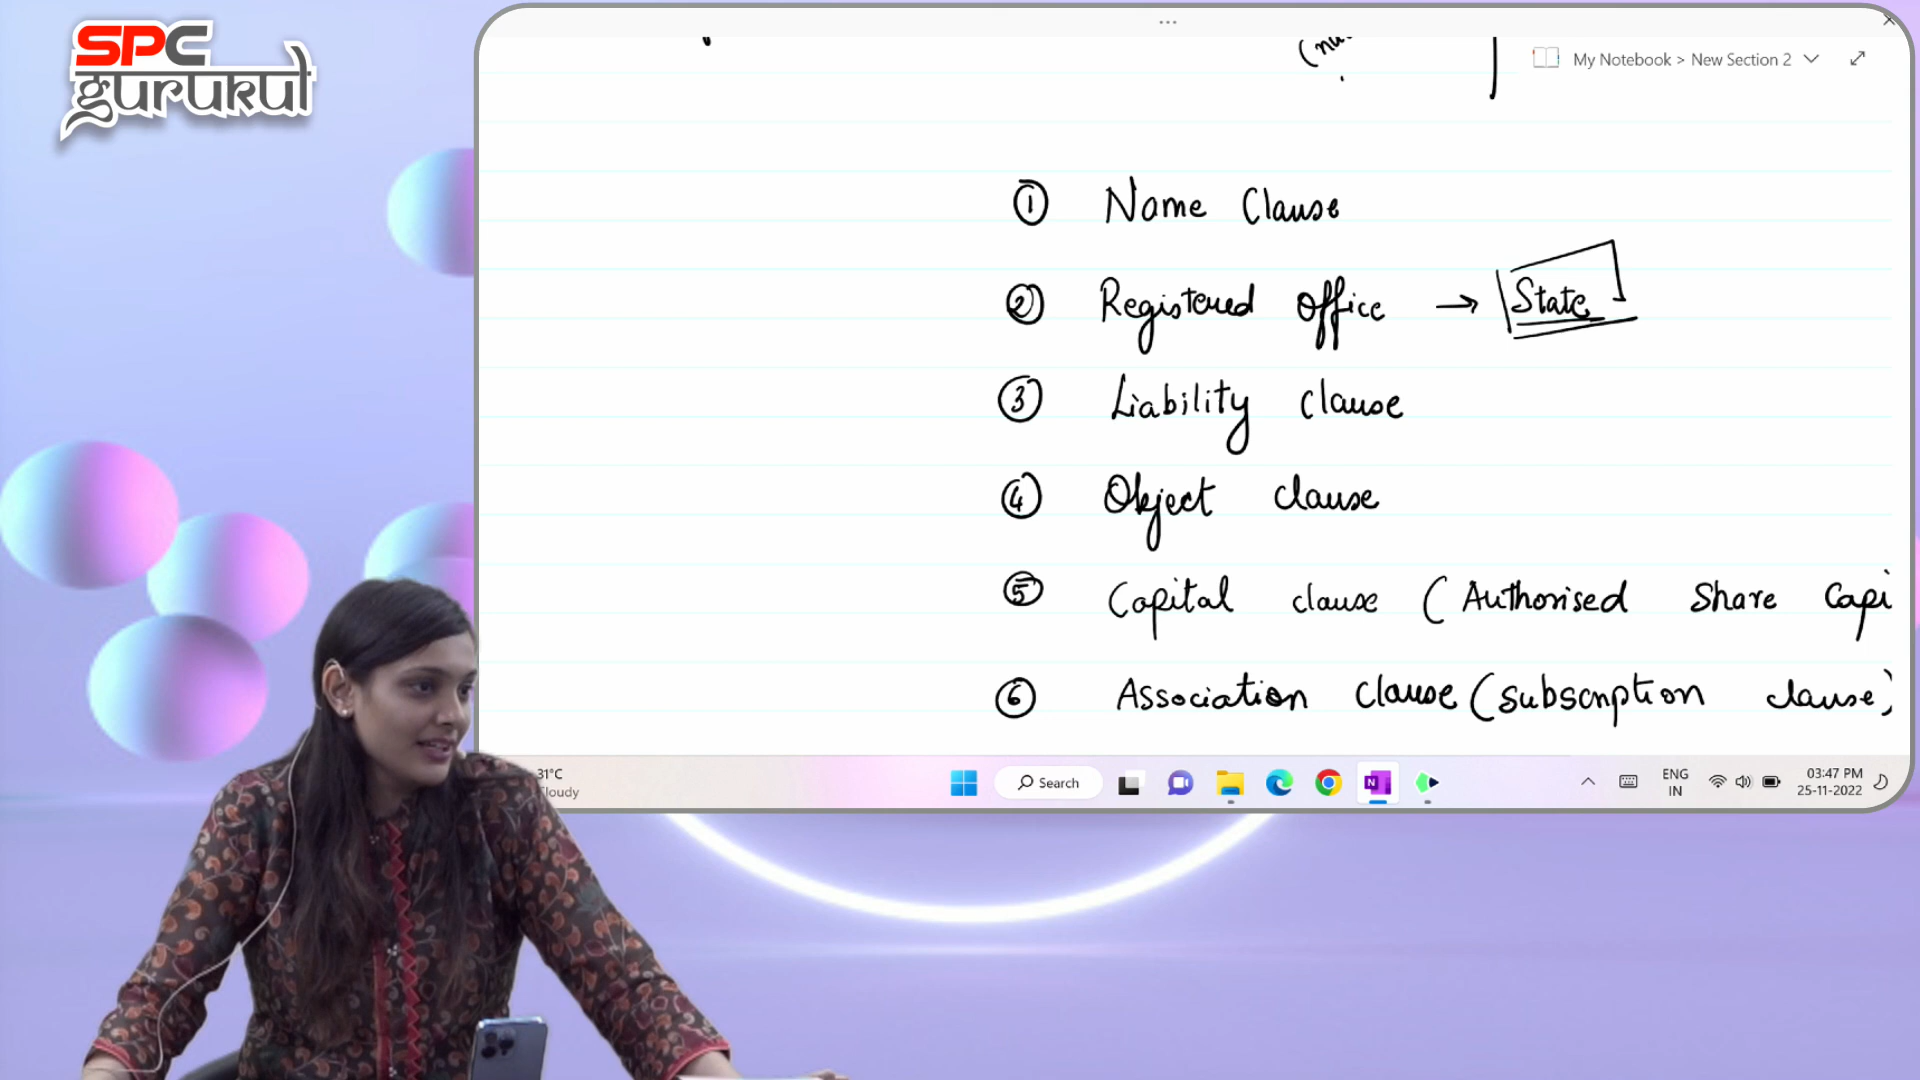 SPC
gurukul
My Notebook > New Section 2
① Name Clause
② Registered Office → State
③ Liability clause
④ Object clause
⑤ Capital clause (Authorised Share Capi
⑥ Association Clause (Subscription clause)
31°C
Cloudy
Search
ENG
IN
03:47 PM
25-11-2022